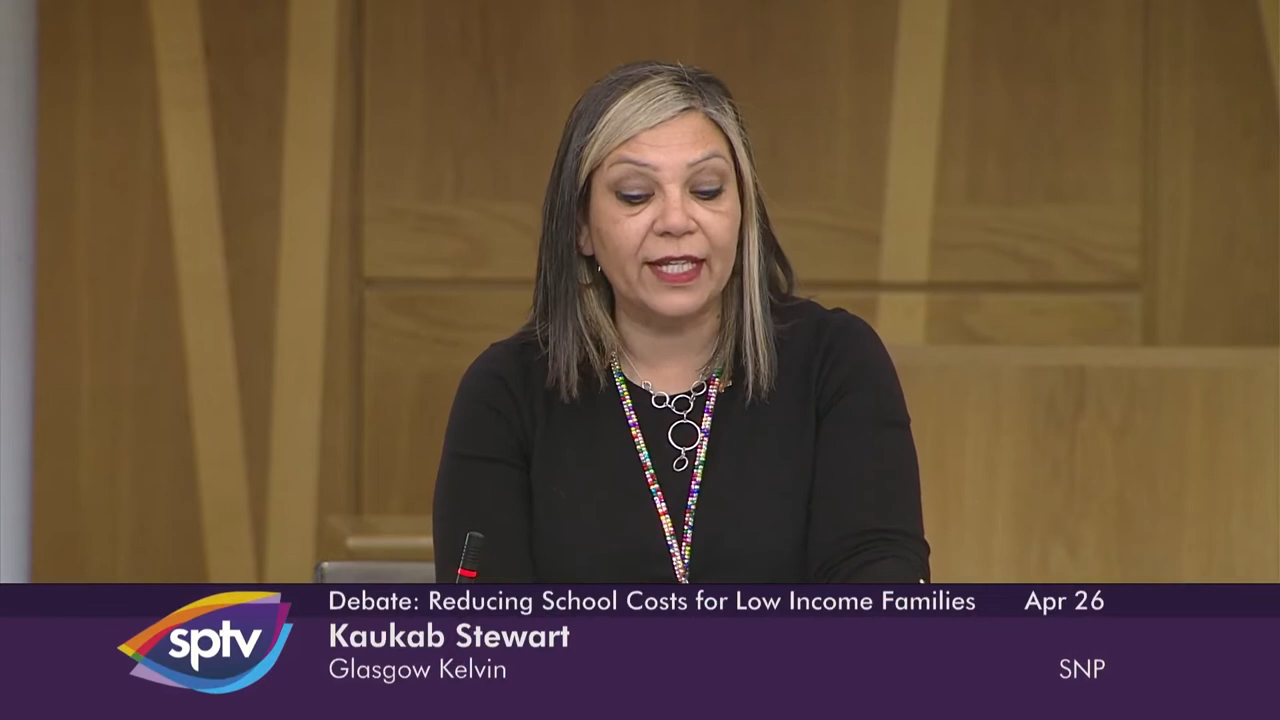 Debate: Reducing School Costs for Low Income Families Apr 26
sptv
Kaukab Stewart
Glasgow Kelvin SNP